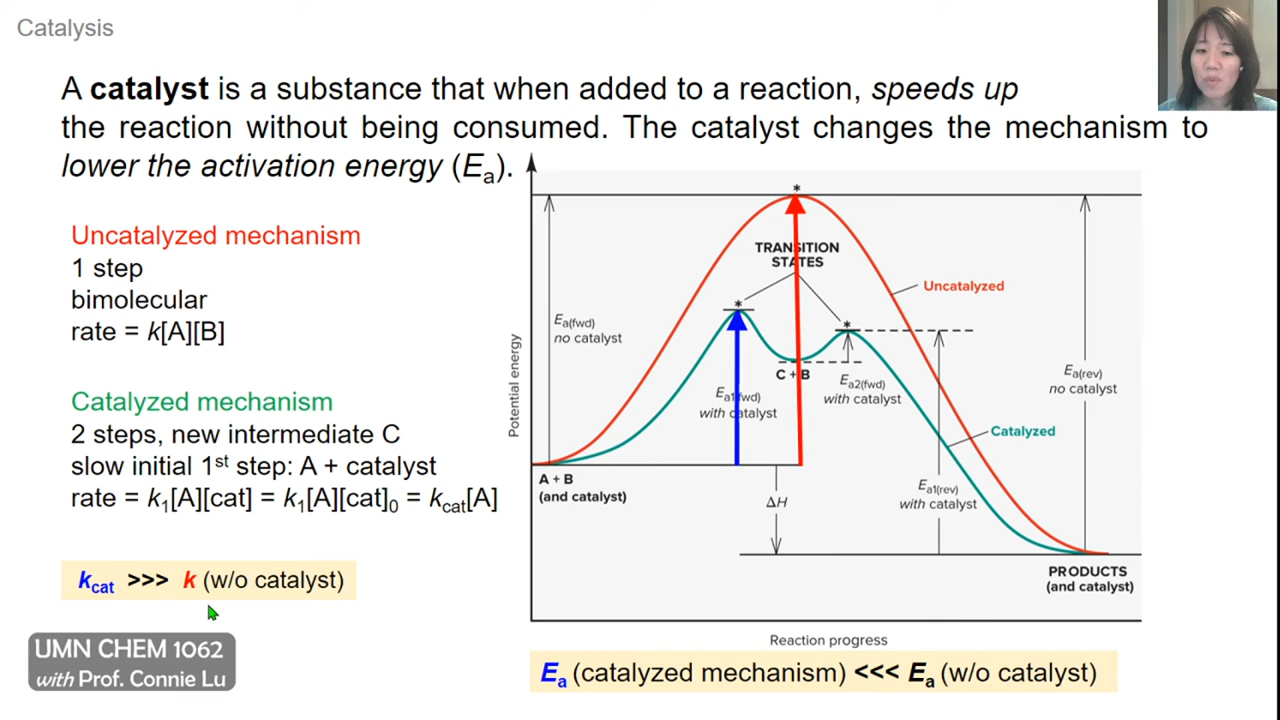 Catalysis
A catalyst is a substance that when added to a reaction, speeds up
the reaction without being consumed. The catalyst changes the mechanism to
lower the activation energy (Ea).
Uncatalyzed mechanism
1 step
bimolecular
rate = k[A][B]
Catalyzed mechanism
2 steps, new intermediate C
slow initial 1st step: A + catalyst
rate = k1[A][cat] = k1[A][cat]0 = kcat[A]
kcat >>> k (w/o catalyst)
UMN CHEM 1062
with Prof. Connie Lu
Potential energy
*
TRANSITION
STATES
Uncatalyzed
*
*
Ea(fwd)
no catalyst
C + B
Ea1(fwd)
with catalyst
Ea2(fwd)
with catalyst
Ea(rev)
no catalyst
Catalyzed
A + B
(and catalyst)
ΔH
Ea1(rev)
with catalyst
PRODUCTS
(and catalyst)
Reaction progress
Ea (catalyzed mechanism) <<< Ea (w/o catalyst)